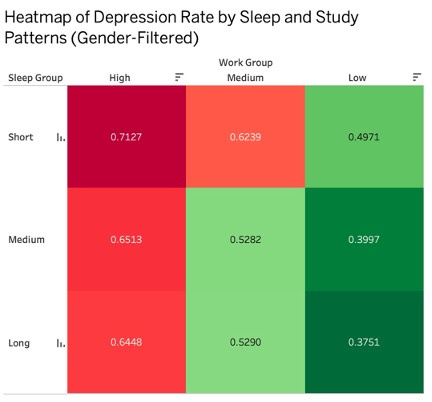 Heatmap of Depression Rate by Sleep and Study
Patterns (Gender-Filtered)
Work Group
Sleep Group High Medium Low
Short 0.7127 0.6239 0.4971
Medium 0.6513 0.5282 0.3997
Long 0.6448 0.5290 0.3751